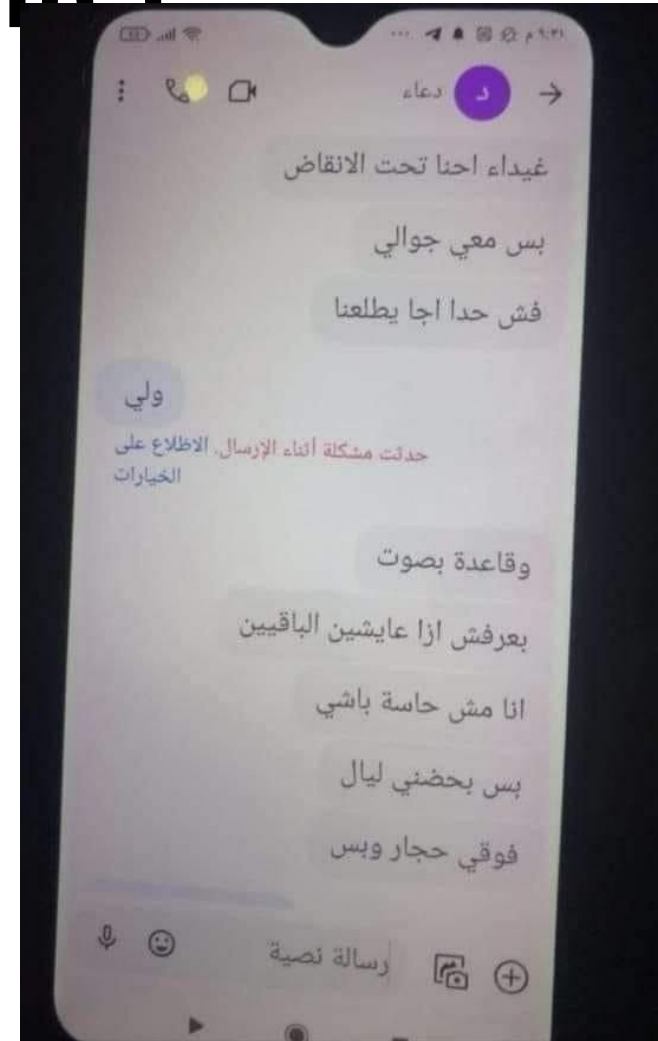 ٩:٣١ م
د دعاء
غيداء احنا تحت الانقاض
بس معي جوالي
فش حدا اجا يطلعنا
ولي
حدثت مشكلة أثناء الإرسال. الاطلاع على
الخيارات
وقاعدة بصوت
بعرفش ازا عايشين الباقيين
انا مش حاسة باشي
بس بحضني ليال
فوقي حجار وبس
رسالة نصية